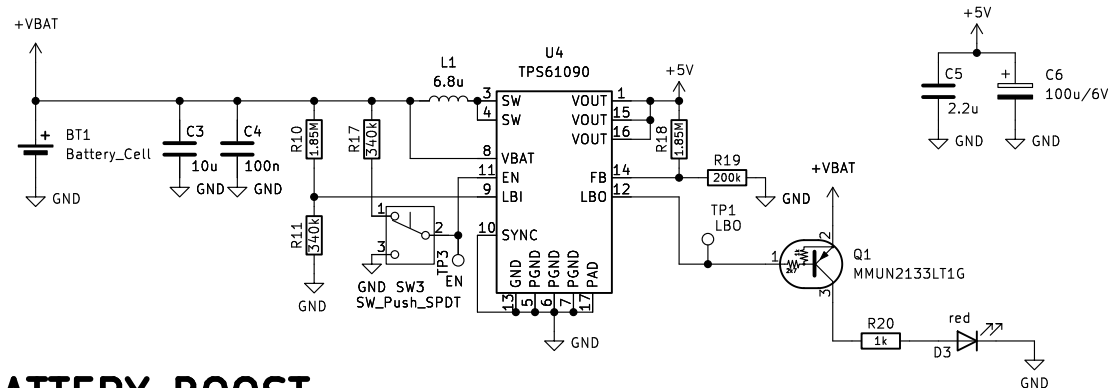 +VBAT
BT1
Battery_Cell
GND
C3
10u
GND
C4
100n
GND
R10
1.85M
R11
340k
GND
R17
340k
L1
6.8u
U4
TPS61090
3 SW
4 SW
8 VBAT
11 EN
9 LBI
10 SYNC
VOUT 1
VOUT 15
VOUT 16
FB 14
LBO 12
GND 13
PGND 5
PGND 6
PGND 7
PAD 17
GND
1
2
3
GND SW3
SW_Push_SPDT
TP3
EN
+5V
R18
1.85M
R19
200k
GND
TP1
LBO
+VBAT
1
2
3
Q1
MMUN2133LT1G
R20
1k
red
D3
GND
+5V
C5
2.2u
GND
+
C6
100u/6V
GND
ATTERY BOOST